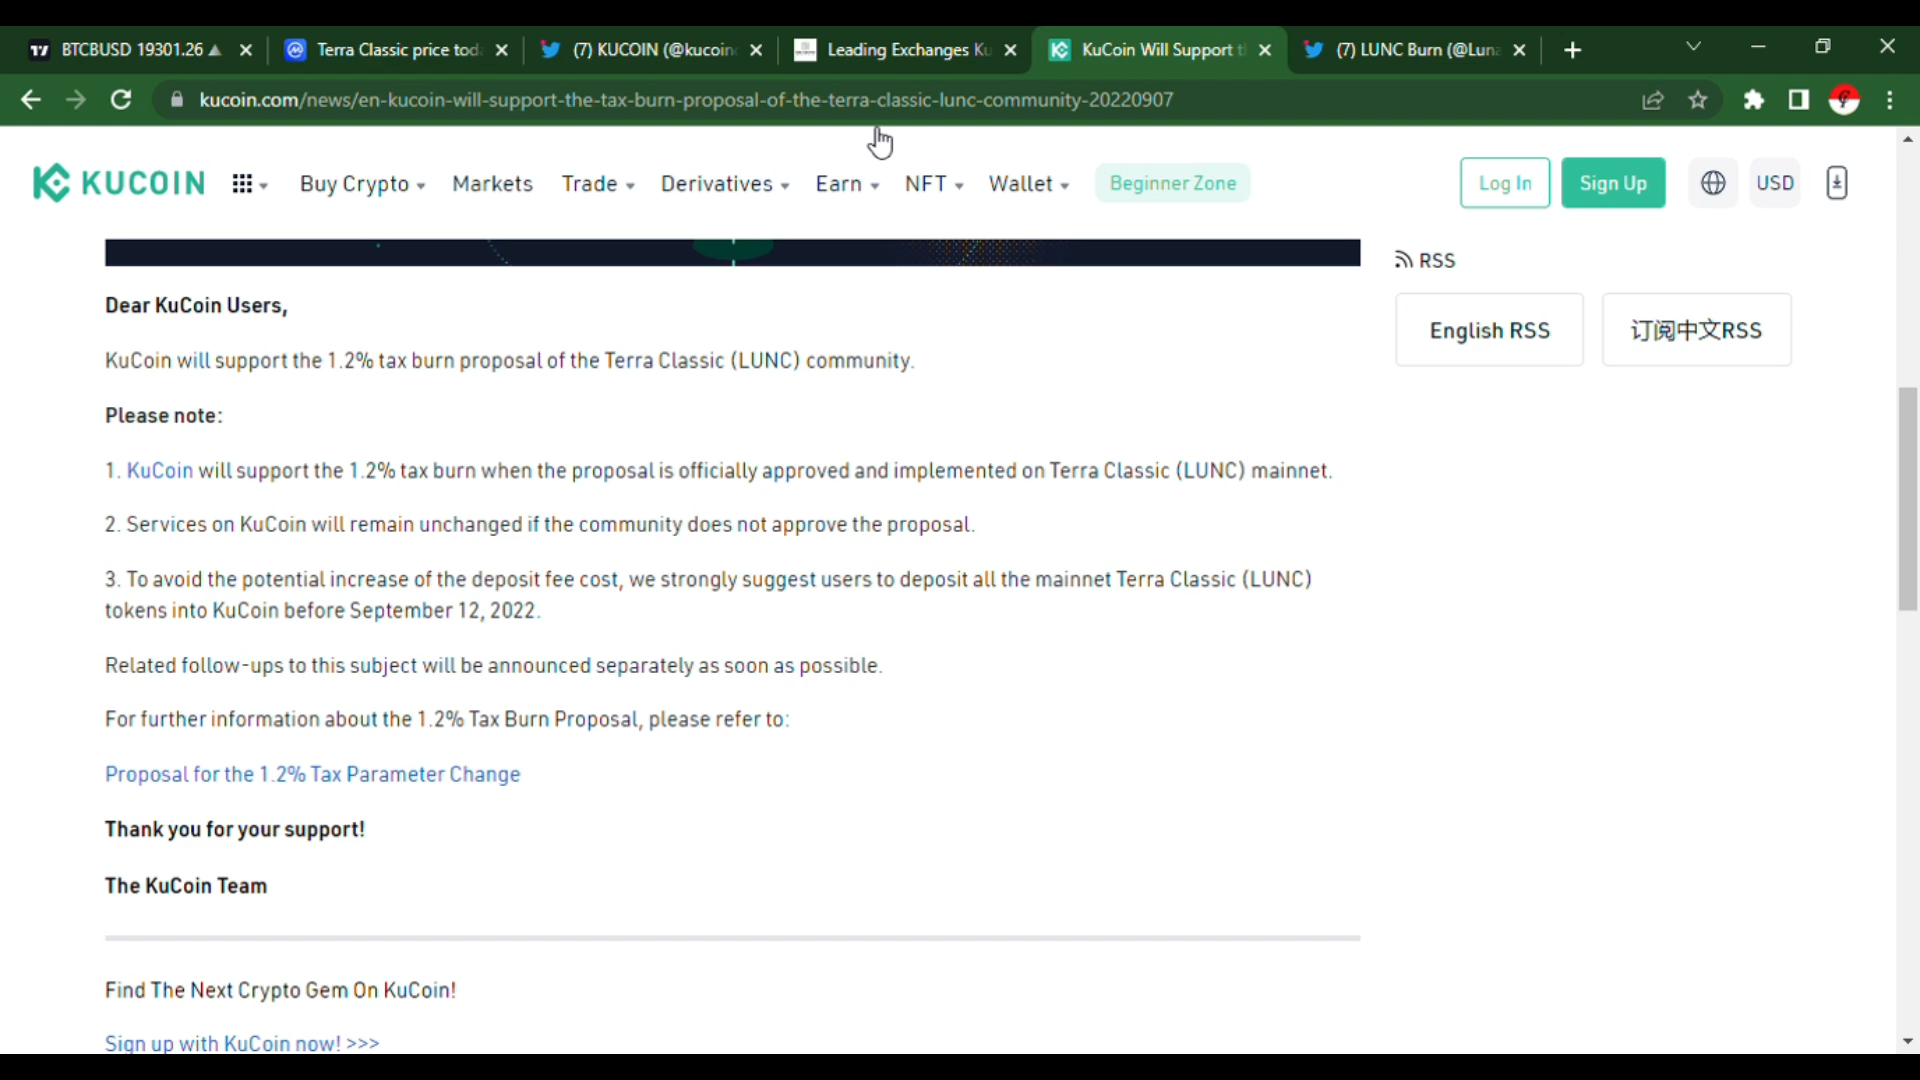 BTCBUSD 19301.26
Terra Classic price tod
(7) KUCOIN (@kucoin
Leading Exchanges Ku
KuCoin Will Support t
(7) LUNC Burn (@Luna
kucoin.com/news/en-kucoin-will-support-the-tax-burn-proposal-of-the-terra-classic-lunc-community-20220907
KUCOIN
Buy Crypto
Markets
Trade
Derivatives
Earn
NFT
Wallet
Beginner Zone
Log In
Sign Up
USD
RSS
English RSS
订阅中文RSS
Dear KuCoin Users,
KuCoin will support the 1.2% tax burn proposal of the Terra Classic (LUNC) community.
Please note:
1. KuCoin will support the 1.2% tax burn when the proposal is officially approved and implemented on Terra Classic (LUNC) mainnet.
2. Services on KuCoin will remain unchanged if the community does not approve the proposal.
3. To avoid the potential increase of the deposit fee cost, we strongly suggest users to deposit all the mainnet Terra Classic (LUNC)
tokens into KuCoin before September 12, 2022.
Related follow-ups to this subject will be announced separately as soon as possible.
For further information about the 1.2% Tax Burn Proposal, please refer to:
Proposal for the 1.2% Tax Parameter Change
Thank you for your support!
The KuCoin Team
Find The Next Crypto Gem On KuCoin!
Sign up with KuCoin now! >>>